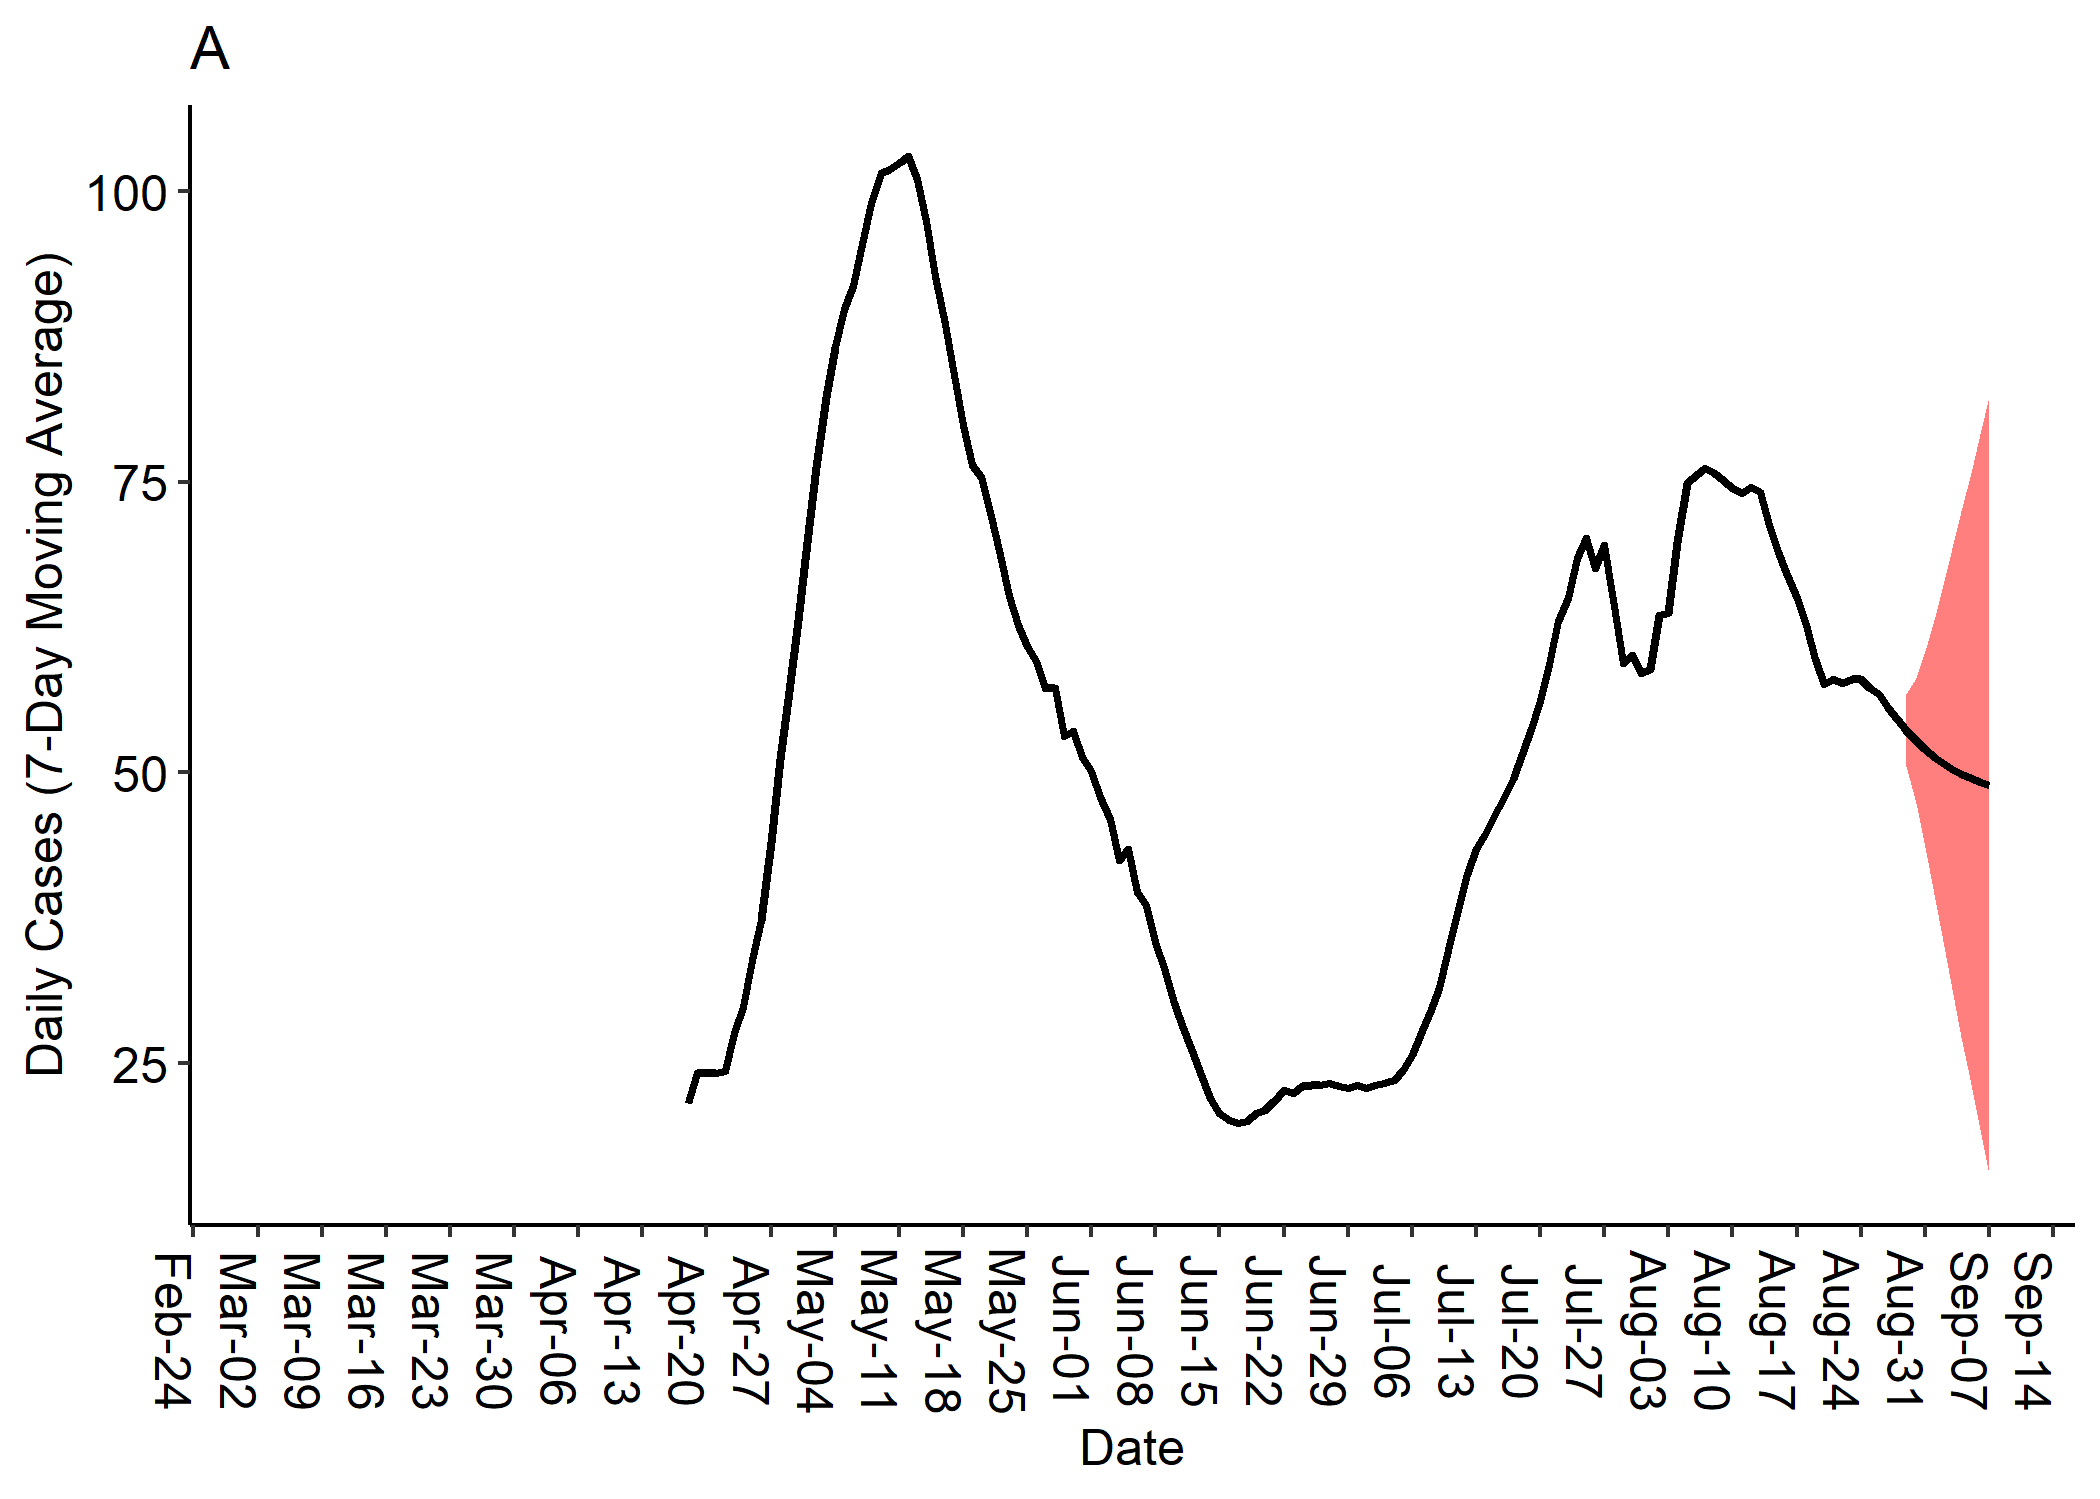 A
Daily Cases (7-Day Moving Average)
100
75
50
25
Feb-24
Mar-02
Mar-09
Mar-16
Mar-23
Mar-30
Apr-06
Apr-13
Apr-20
Apr-27
May-04
May-11
May-18
May-25
Jun-01
Jun-08
Jun-15
Jun-22
Jun-29
Jul-06
Jul-13
Jul-20
Jul-27
Aug-03
Aug-10
Aug-17
Aug-24
Aug-31
Sep-07
Sep-14
Date